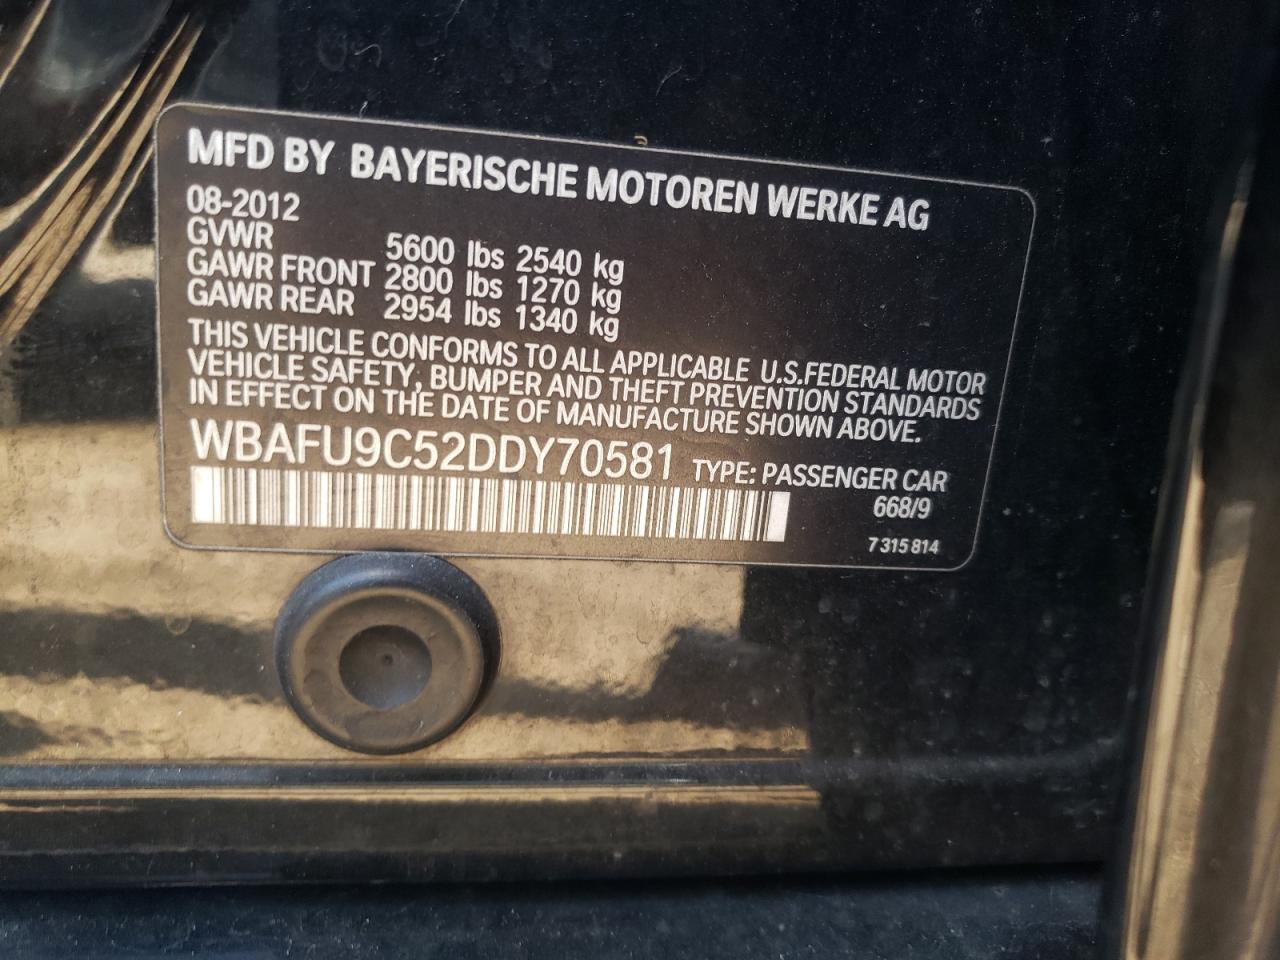 MFD BY BAYERISCHE MOTOREN WERKE AG
08-2012
GVWR 5600 lbs 2540 kg
GAWR FRONT 2800 lbs 1270 kg
GAWR REAR 2954 lbs 1340 kg
THIS VEHICLE CONFORMS TO ALL APPLICABLE U.S.FEDERAL MOTOR
VEHICLE SAFETY, BUMPER AND THEFT PREVENTION STANDARDS
IN EFFECT ON THE DATE OF MANUFACTURE SHOWN ABOVE.
WBAFU9C52DDY70581 TYPE: PASSENGER CAR
668/9
7 315 814